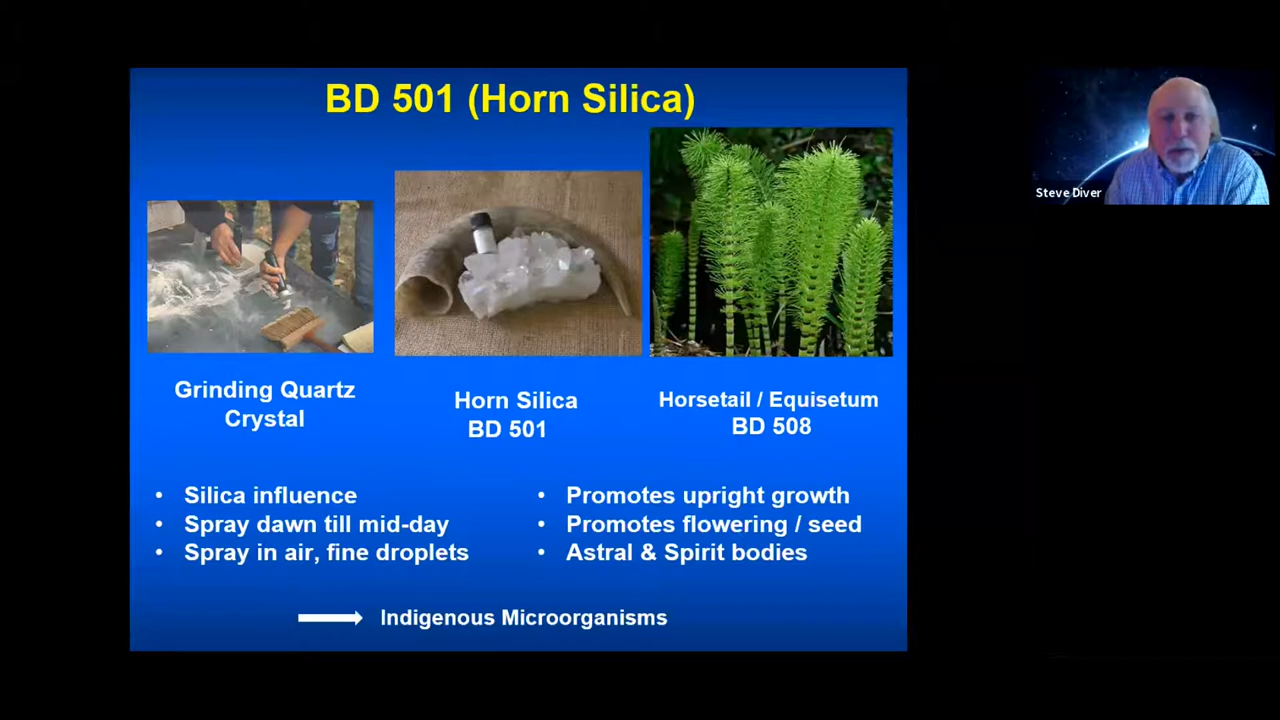 BD 501 (Horn Silica)
Steve Diver
Grinding Quartz
Crystal
Horn Silica
BD 501
Horsetail / Equisetum
BD 508
• Silica influence
• Spray dawn till mid-day
• Spray in air, fine droplets
• Promotes upright growth
• Promotes flowering / seed
• Astral & Spirit bodies
Indigenous Microorganisms